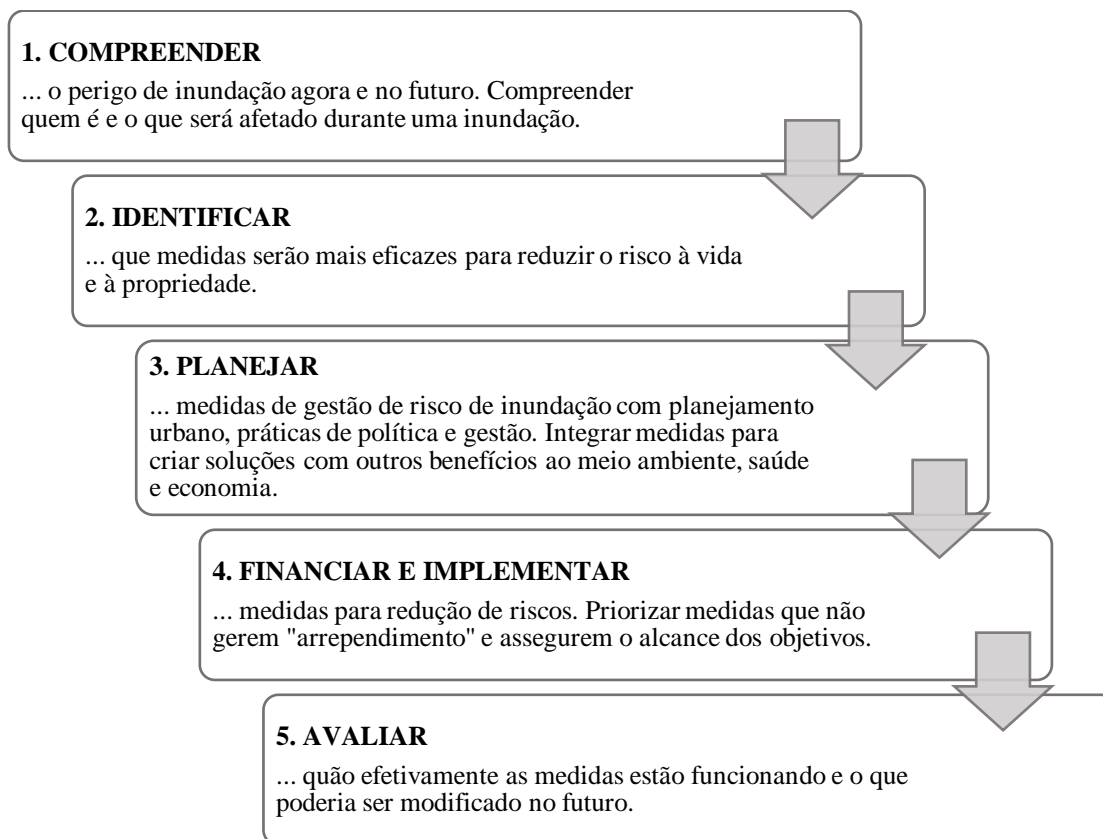 1. COMPREENDER
... o perigo de inundação agora e no futuro. Compreender
quem é e o que será afetado durante uma inundação.
2. IDENTIFICAR
... que medidas serão mais eficazes para reduzir o risco à vida
e à propriedade.
3. PLANEJAR
... medidas de gestão de risco de inundação com planejamento
urbano, práticas de política e gestão. Integrar medidas para
criar soluções com outros benefícios ao meio ambiente, saúde
e economia.
4. FINANCIAR E IMPLEMENTAR
... medidas para redução de riscos. Priorizar medidas que não
gerem "arrependimento" e assegurem o alcance dos objetivos.
5. AVALIAR
... quão efetivamente as medidas estão funcionando e o que
poderia ser modificado no futuro.